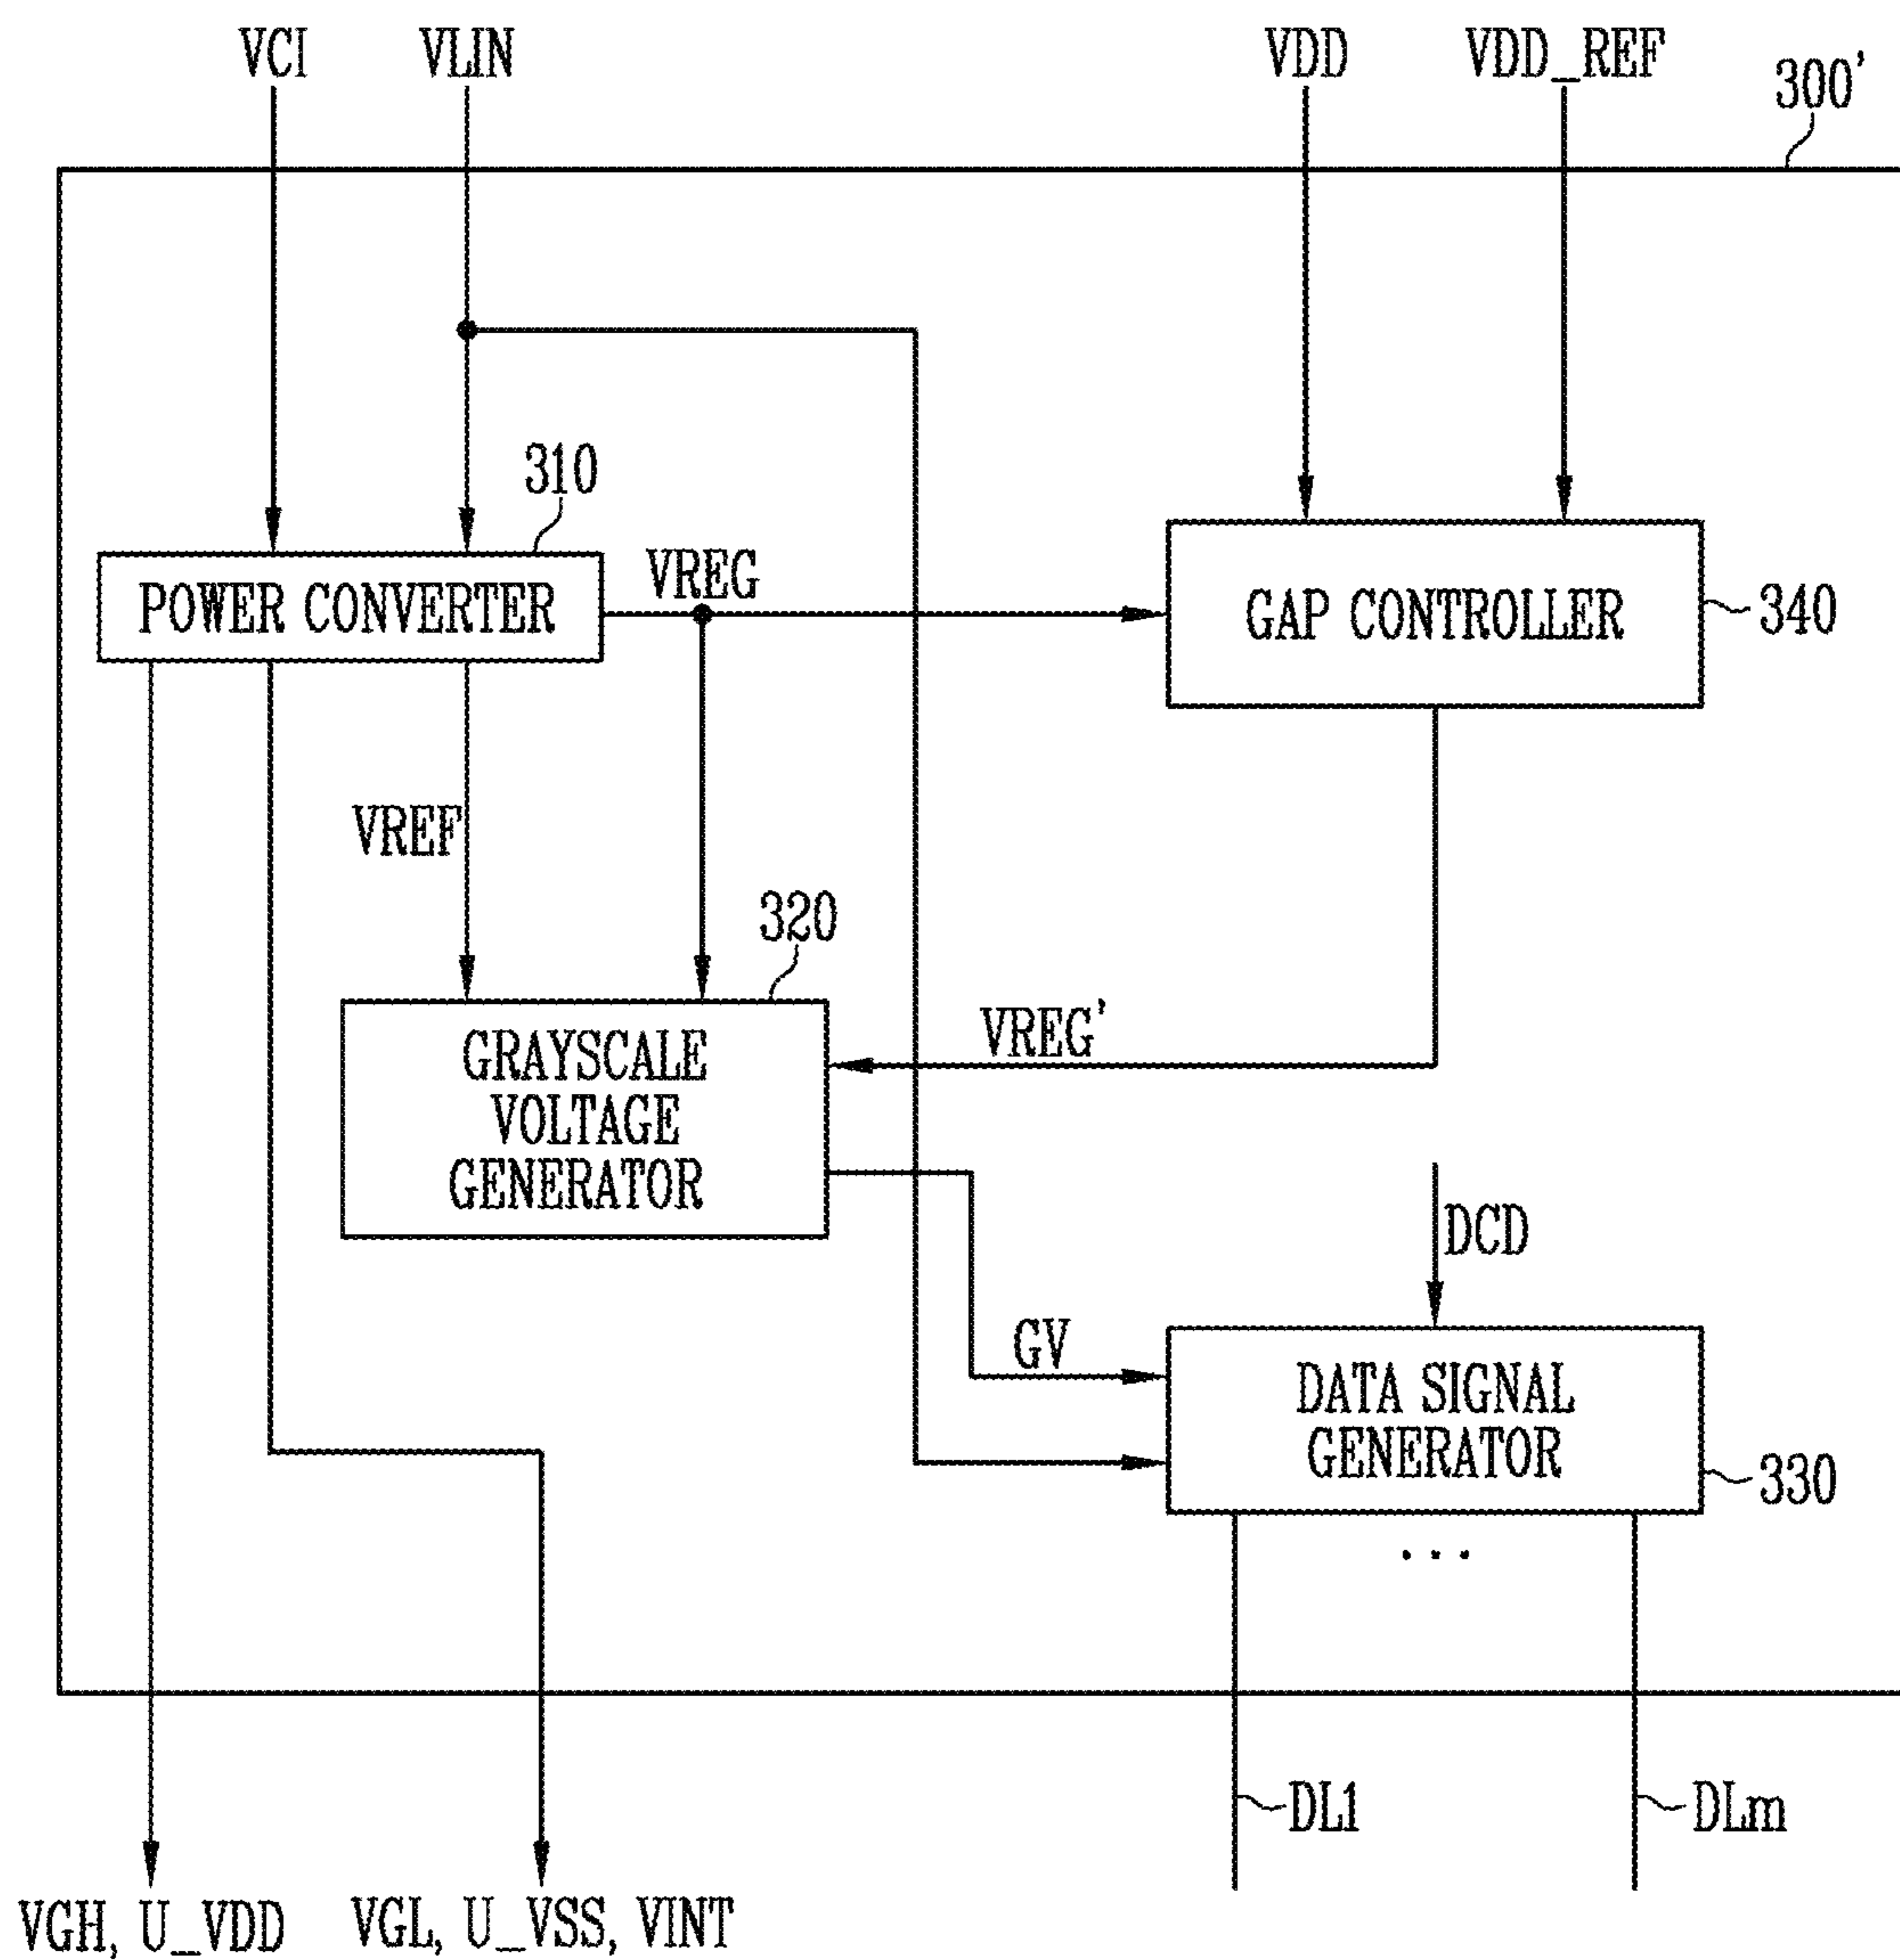 VCI
VLIN
VDD
VDD_REF
300'
310
POWER CONVERTER
VREG
GAP CONTROLLER
340
VREF
320
GRAYSCALE
VOLTAGE
GENERATOR
VREG'
DCD
GV
DATA SIGNAL
GENERATOR
330
...
DL1
DLm
VGH, U_VDD
VGL, U_VSS, VINT